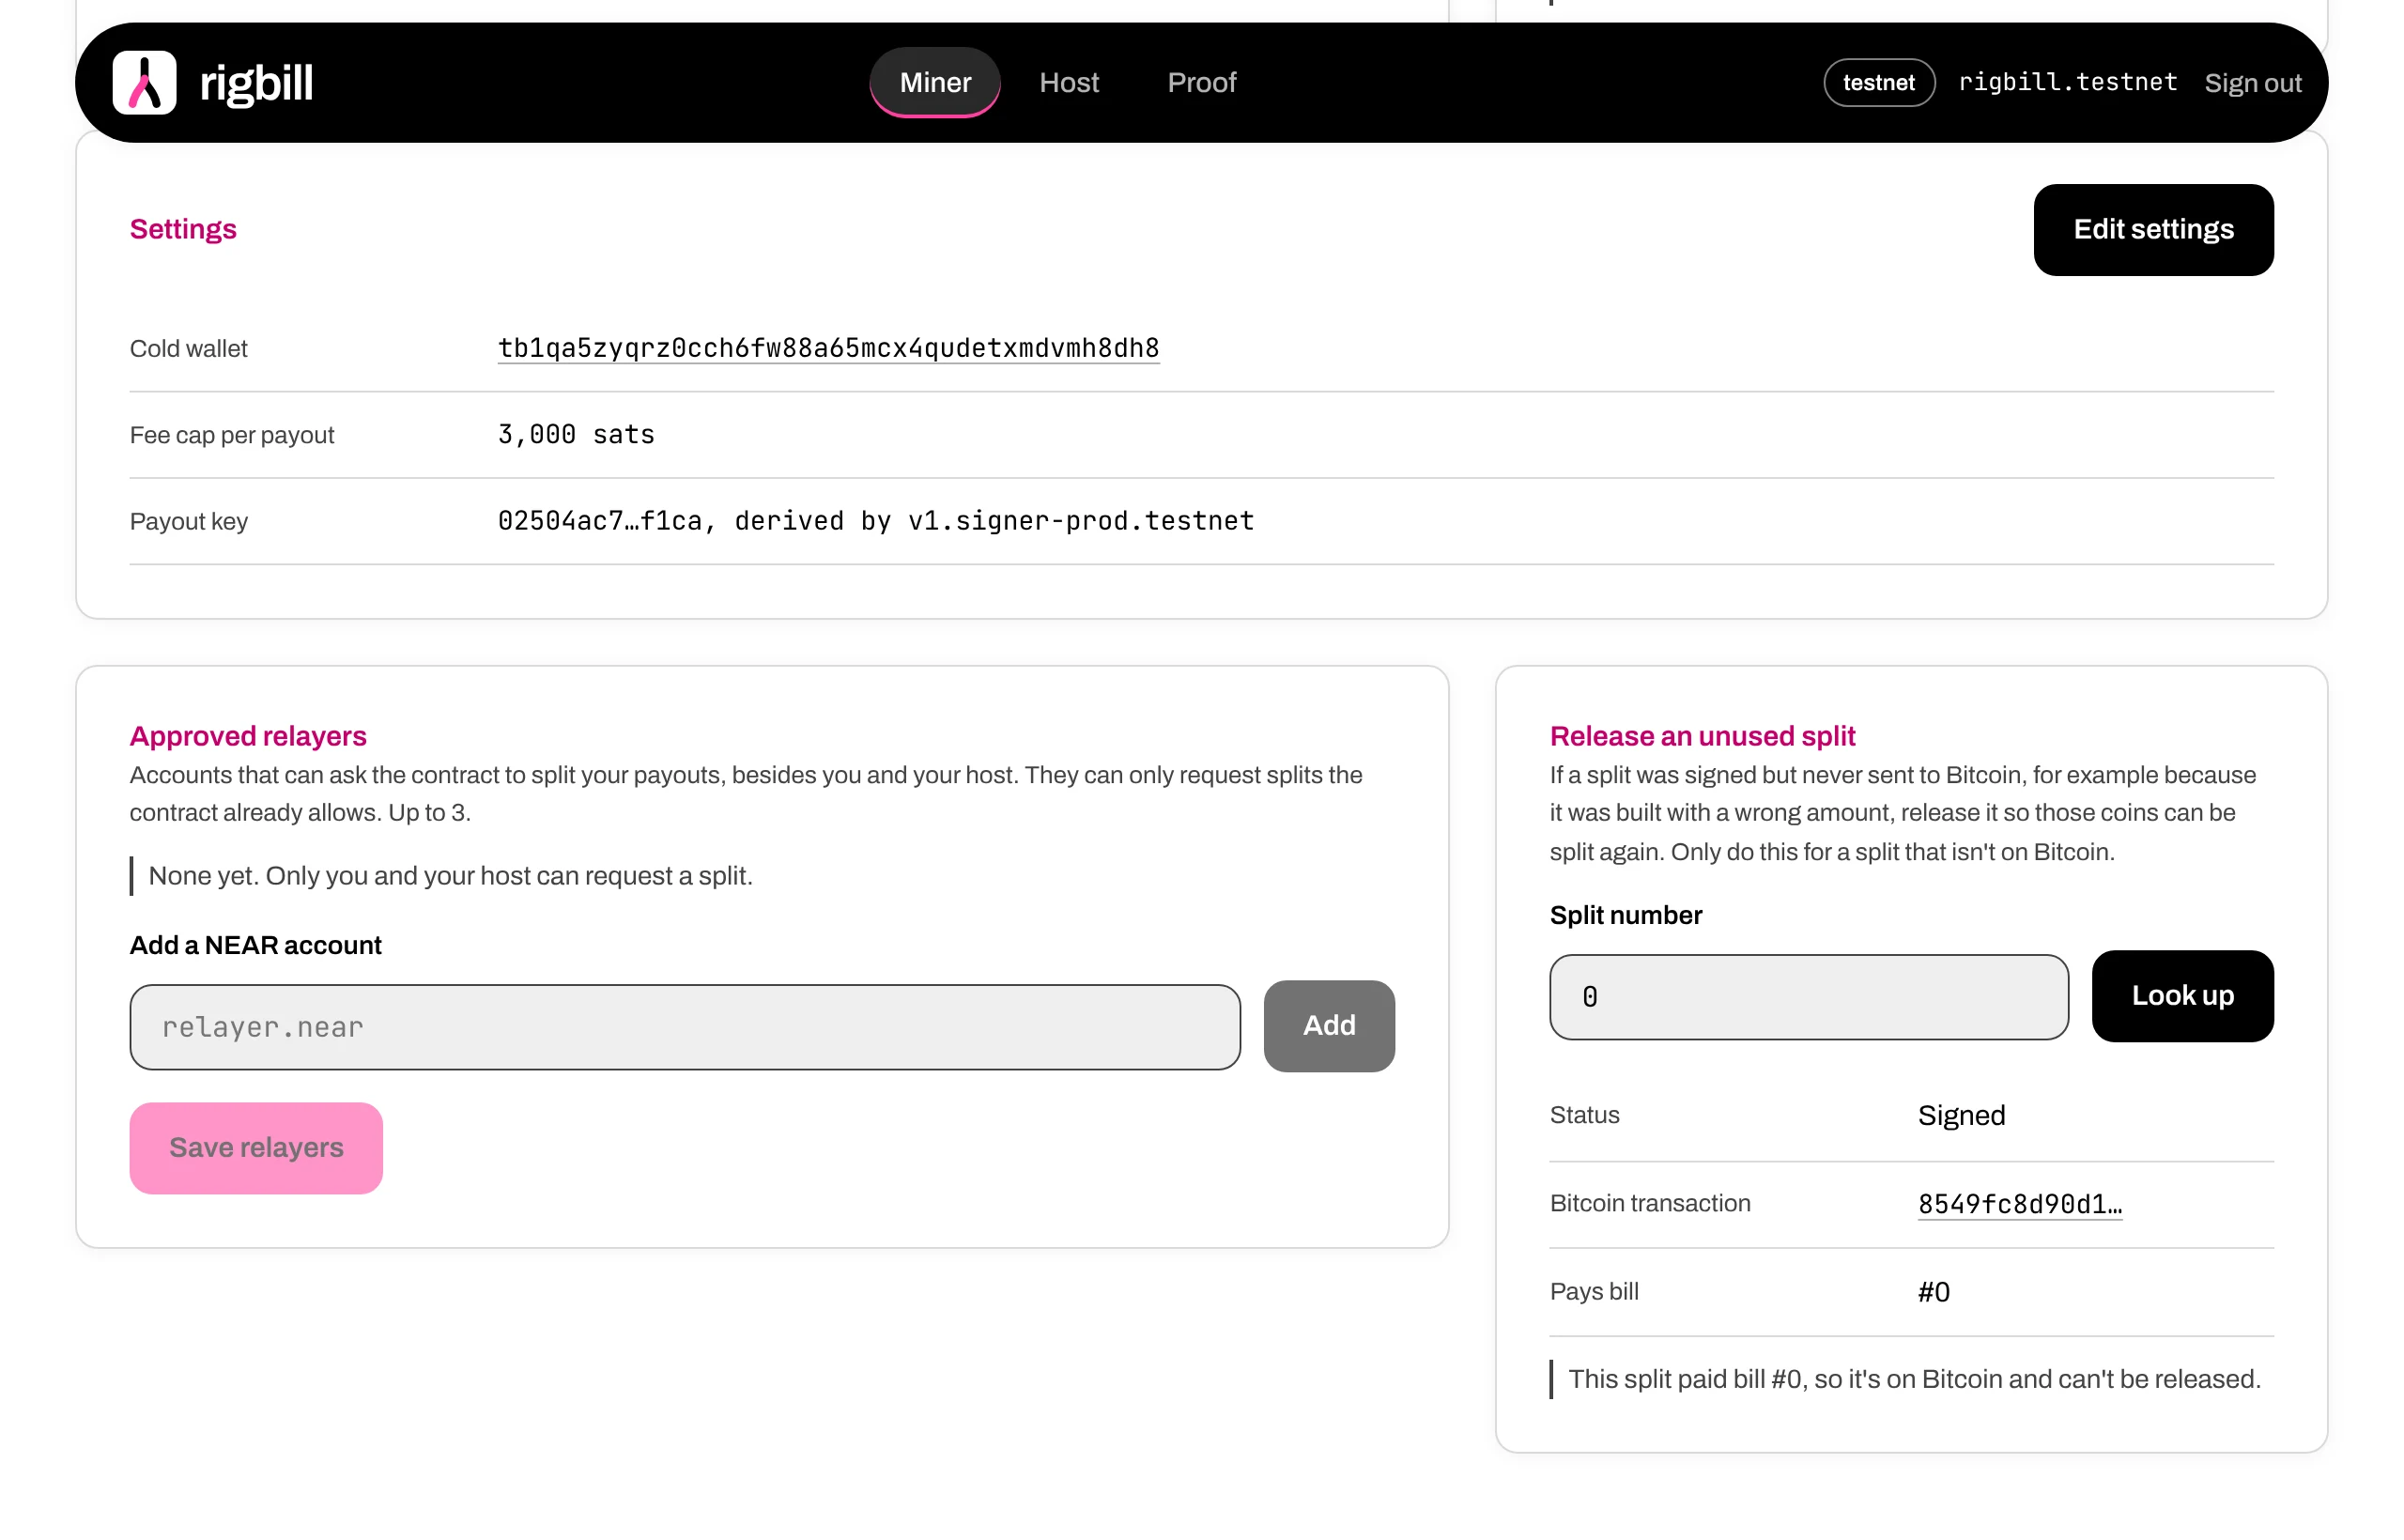 rigbill
Miner
Host
Proof
testnet
rigbill.testnet
Sign out
Settings
Edit settings
Cold wallet
tb1qa5zyqrz0cch6fw88a65mcx4qudetxmdvmh8dh8
Fee cap per payout
3,000 sats
Payout key
02504ac7…f1ca, derived by v1.signer-prod.testnet
Approved relayers
Accounts that can ask the contract to split your payouts, besides you and your host. They can only request splits the
contract already allows. Up to 3.
None yet. Only you and your host can request a split.
Add a NEAR account
relayer.near
Add
Save relayers
Release an unused split
If a split was signed but never sent to Bitcoin, for example because
it was built with a wrong amount, release it so those coins can be
split again. Only do this for a split that isn't on Bitcoin.
Split number
0
Look up
Status
Signed
Bitcoin transaction
8549fc8d90d1…
Pays bill
#0
This split paid bill #0, so it's on Bitcoin and can't be released.